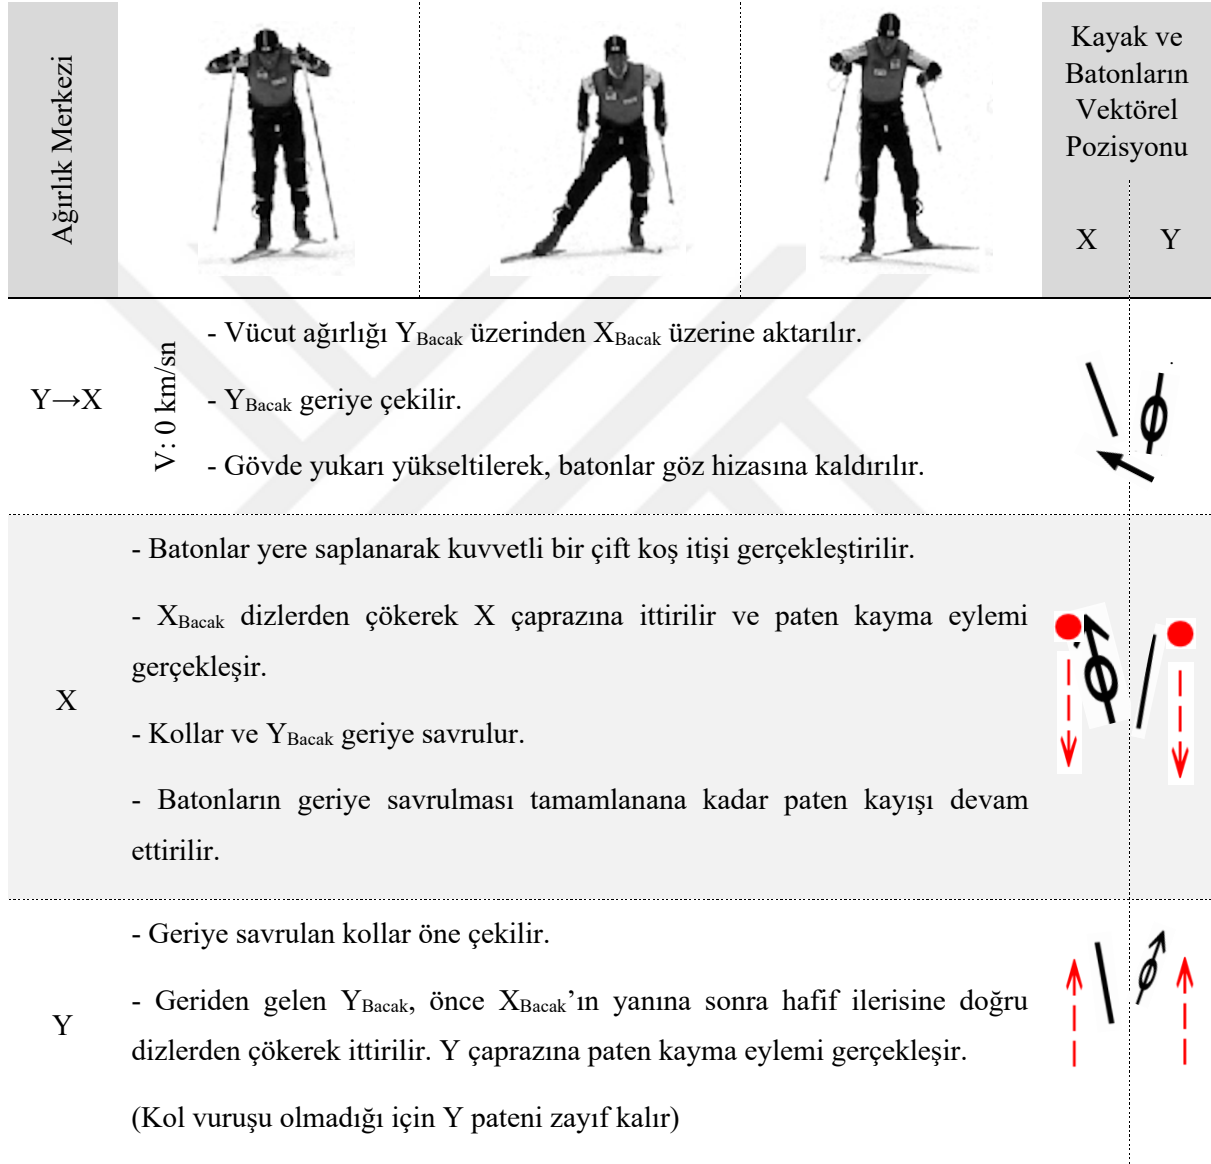 Ağırlık Merkezi
Kayak ve
Batonların
Vektörel
Pozisyonu
X Y
Y→X
V: 0 km/sn
- Vücut ağırlığı YBacak üzerinden XBacak üzerine aktarılır.
- YBacak geriye çekilir.
- Gövde yukarı yükseltilerek, batonlar göz hizasına kaldırılır.
X
- Batonlar yere saplanarak kuvvetli bir çift koş itişi gerçekleştirilir.
- XBacak dizlerden çökerek X çaprazına ittirilir ve paten kayma eylemi
gerçekleşir.
- Kollar ve YBacak geriye savrulur.
- Batonların geriye savrulması tamamlanana kadar paten kayışı devam
ettirilir.
Y
- Geriye savrulan kollar öne çekilir.
- Geriden gelen YBacak, önce XBacak’ın yanına sonra hafif ilerisine doğru
dizlerden çökerek ittirilir. Y çaprazına paten kayma eylemi gerçekleşir.
(Kol vuruşu olmadığı için Y pateni zayıf kalır)